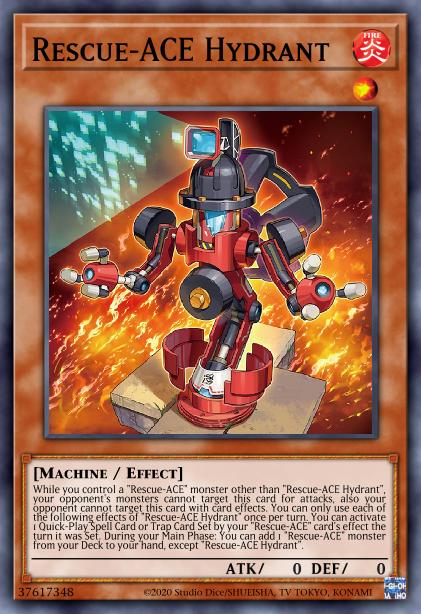 Rescue-ACE Hydrant
FIRE
炎
[Machine / Effect]
While you control a "Rescue-ACE" monster other than "Rescue-ACE Hydrant",
your opponent's monsters cannot target this card for attacks, also your
opponent cannot target this card with card effects. You can only use each of
the following effects of "Rescue-ACE Hydrant" once per turn. You can activate
1 Quick-Play Spell Card or Trap Card Set by your "Rescue-ACE" card's effect the
turn it was Set. During your Main Phase: You can add 1 "Rescue-ACE" monster
from your Deck to your hand, except "Rescue-ACE Hydrant".
ATK/ 0 DEF/ 0
37617348 ©2020 Studio Dice/SHUEISHA, TV TOKYO, KONAMI